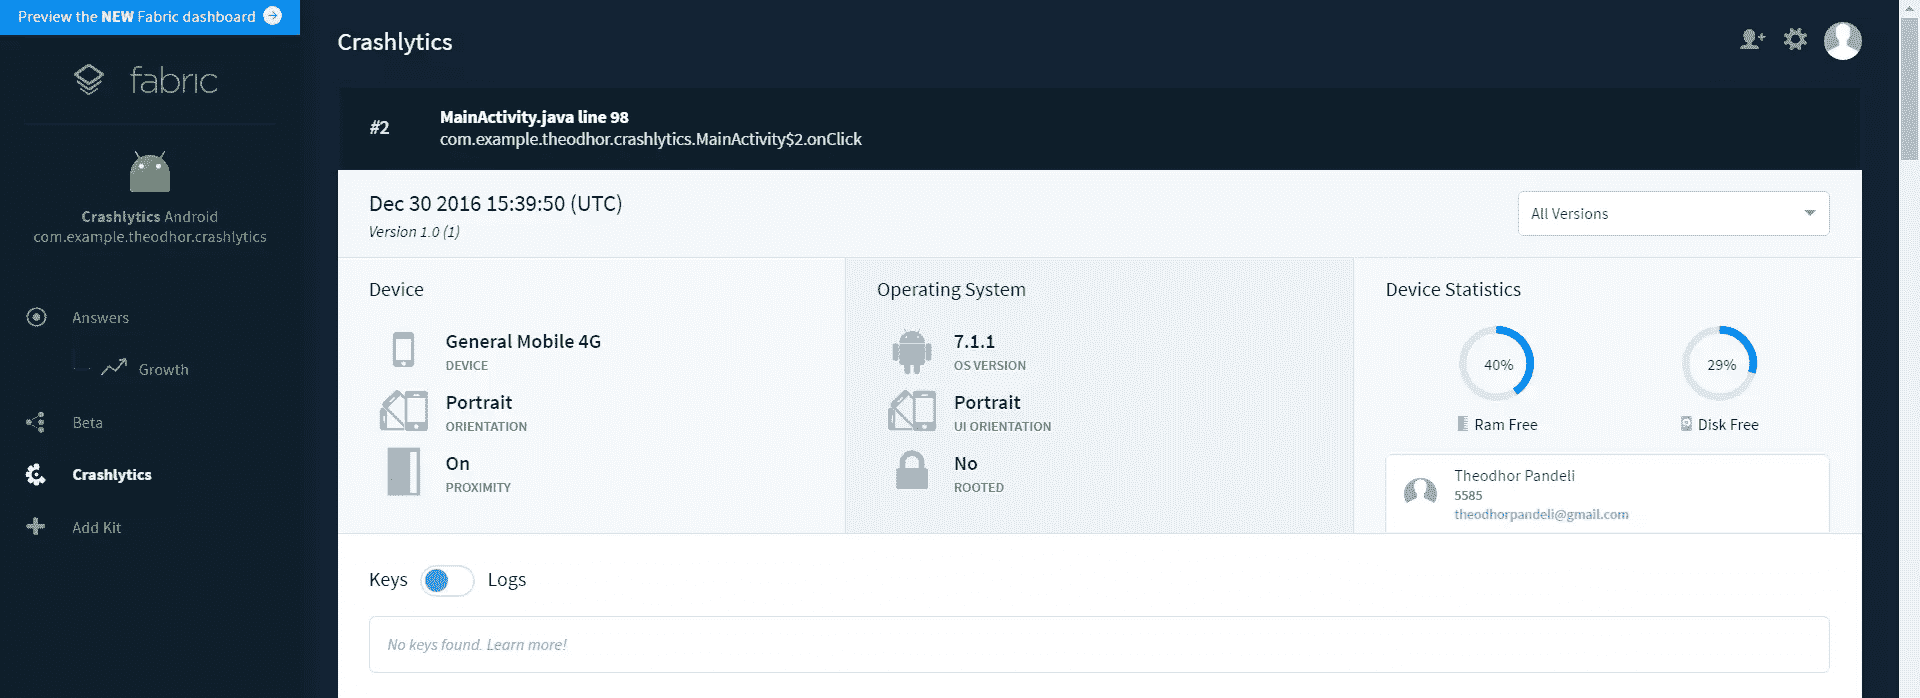 Preview the NEW Fabric dashboard
fabric
Crashlytics Android
com.example.theodhor.crashlytics
Answers
Growth
Beta
Crashlytics
Add Kit
Crashlytics
#2
MainActivity.java line 98
com.example.theodhor.crashlytics.MainActivity$2.onClick
Dec 30 2016 15:39:50 (UTC)
Version 1.0 (1)
All Versions
Device
General Mobile 4G
DEVICE
Portrait
ORIENTATION
On
PROXIMITY
Operating System
7.1.1
OS VERSION
Portrait
UI ORIENTATION
No
ROOTED
Device Statistics
40%
Ram Free
29%
Disk Free
Theodhor Pandeli
5585
theodhorpandeli@gmail.com
Keys
Logs
No keys found. Learn more!